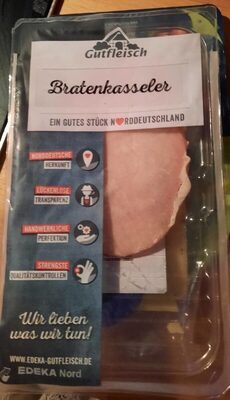 Gutfleisch
Bratenkasseler
EIN GUTES STÜCK NORDDEUTSCHLAND
NORDDEUTSCHE
HERKUNFT
LÜCKENLOSE
TRANSPARENZ
HANDWERKLICHE
PERFEKTION
STRENGSTE
QUALITÄTSKONTROLLEN
Wir lieben
was wir tun!
WWW.EDEKA-GUTFLEISCH.DE
EDEKA Nord